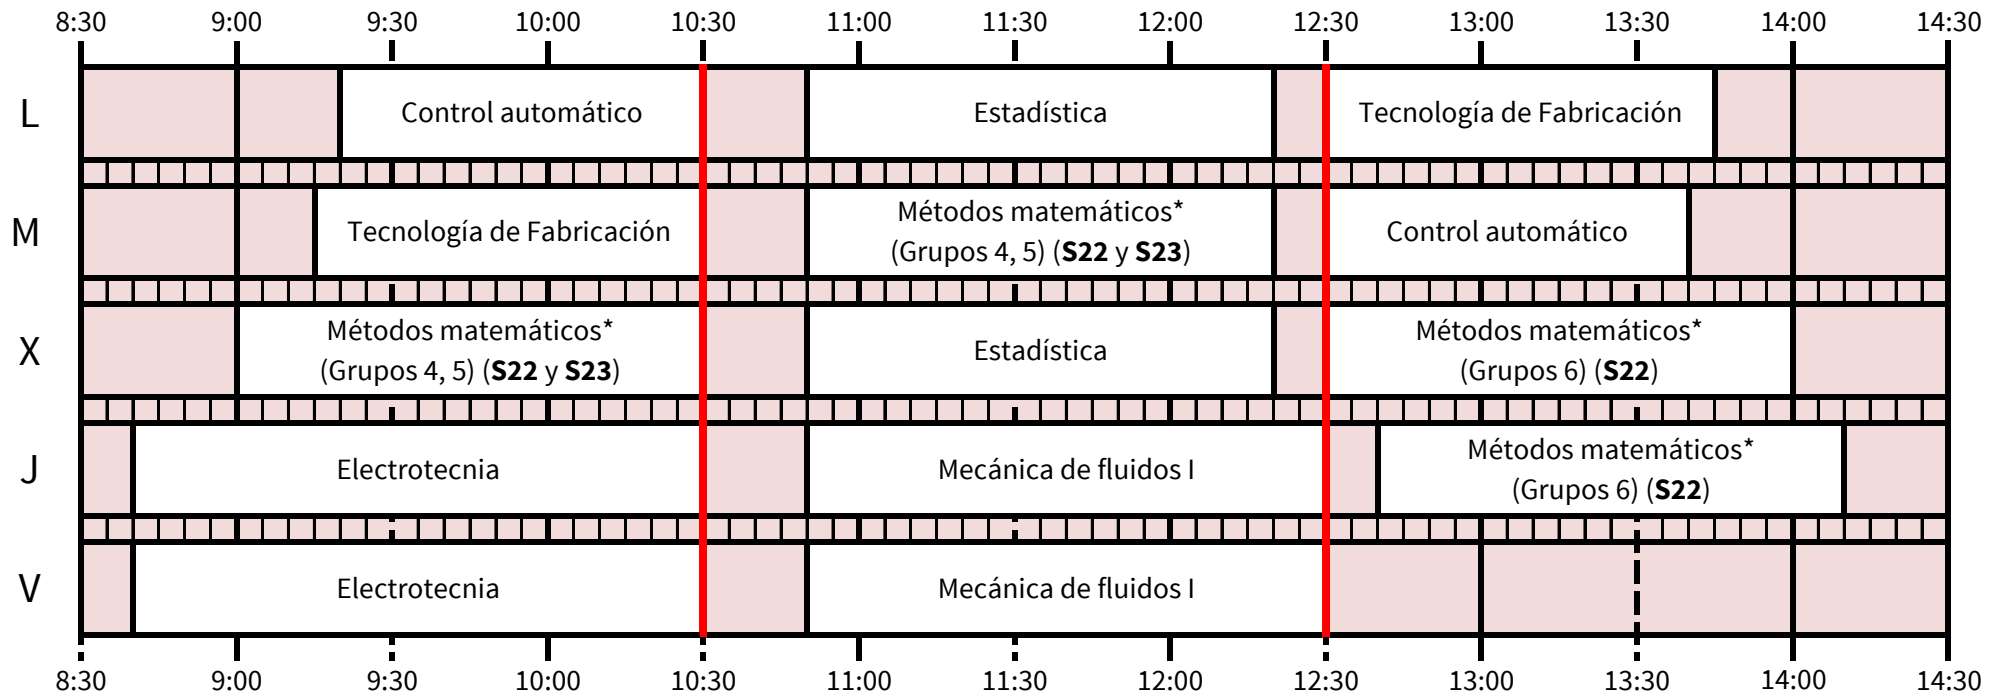 8:30 9:00 9:30 10:00 10:30 11:00 11:30 12:00 12:30 13:00 13:30 14:00 14:30
L Control automático Estadística Tecnología de Fabricación
M Tecnología de Fabricación Métodos matemáticos* Control automático
(Grupos 4, 5) (S22 y S23)
X Métodos matemáticos* Estadística Métodos matemáticos*
(Grupos 4, 5) (S22 y S23) (Grupos 6) (S22)
J Electrotecnia Mecánica de fluidos I Métodos matemáticos*
(Grupos 6) (S22)
V Electrotecnia Mecánica de fluidos I
8:30 9:00 9:30 10:00 10:30 11:00 11:30 12:00 12:30 13:00 13:30 14:00 14:30